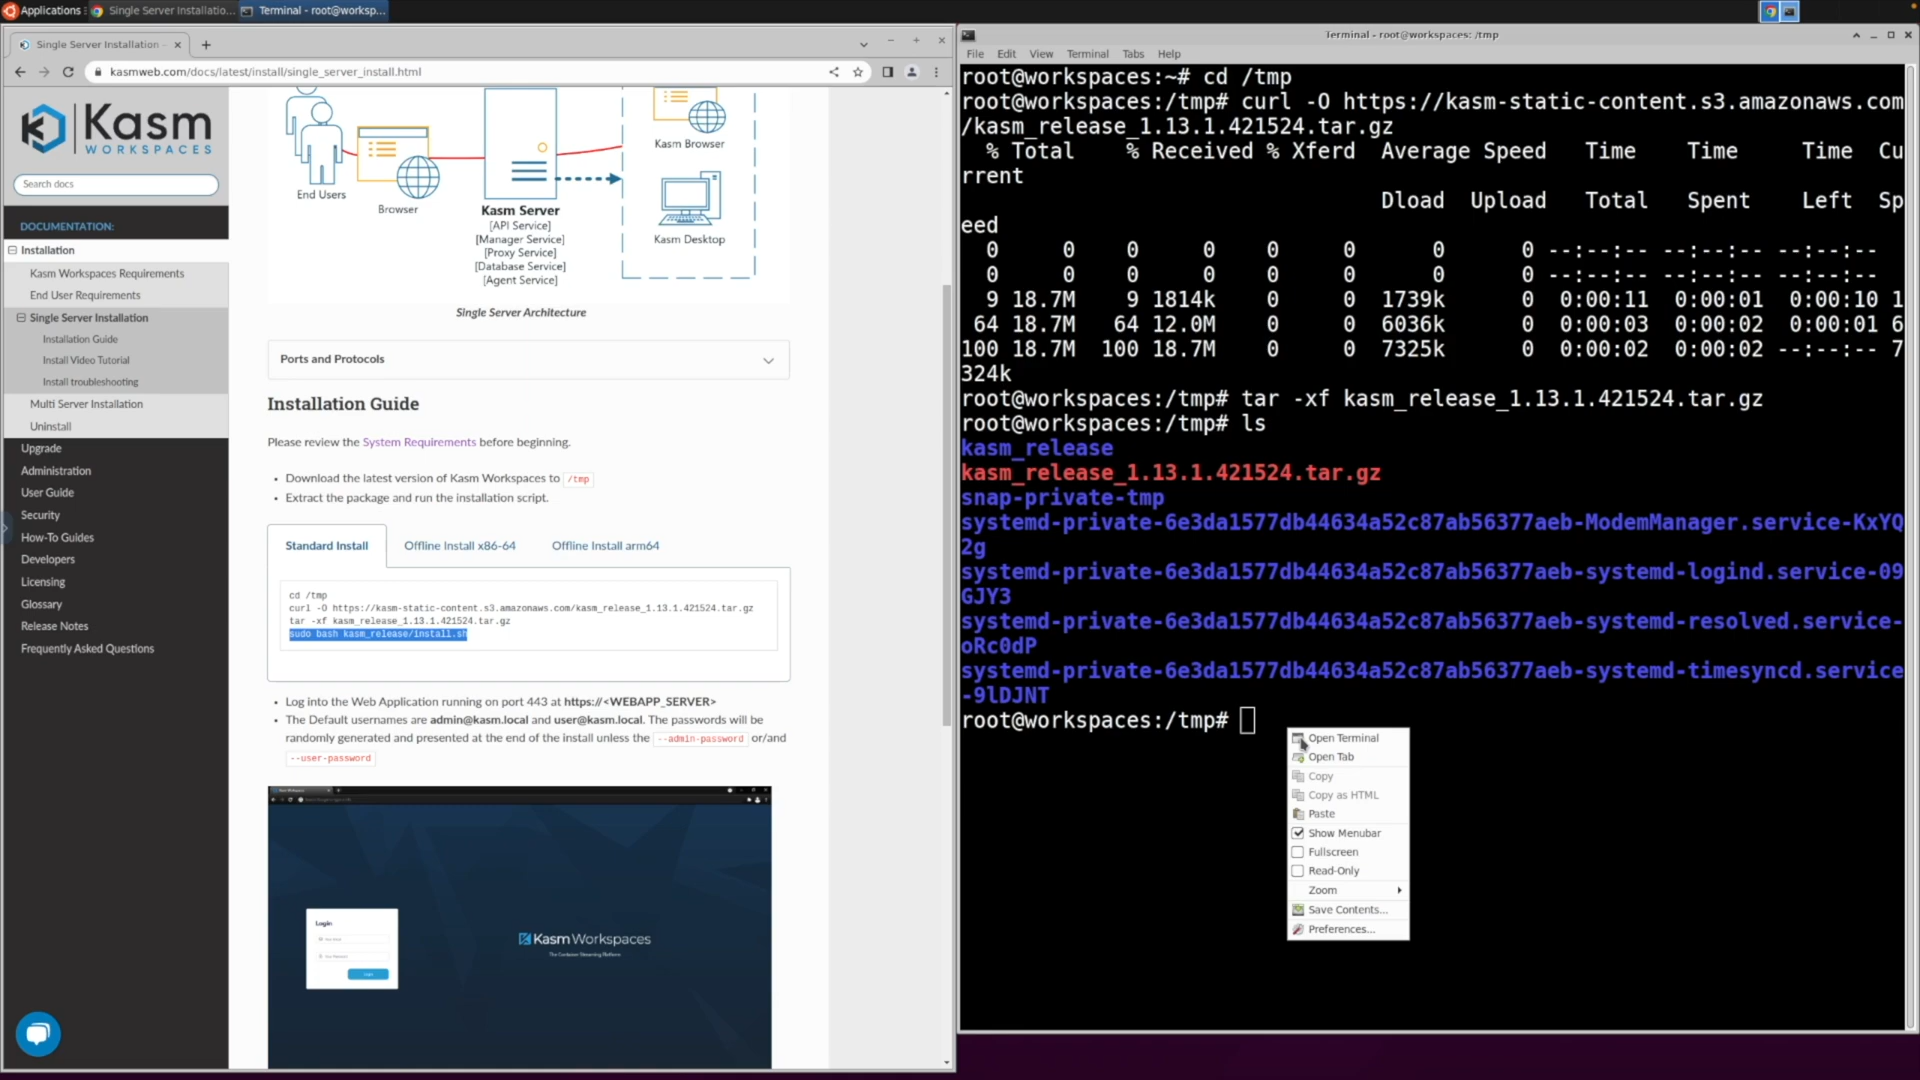 Applications
Single Server Installatio...
Terminal - root@worksp...
Single Server Installation
kasmweb.com/docs/latest/install/single_server_install.html
Kasm
WORKSPACES
Search docs
DOCUMENTATION:
Installation
Kasm Workspaces Requirements
End User Requirements
Single Server Installation
Installation Guide
Install Video Tutorial
Install troubleshooting
Multi Server Installation
Uninstall
Upgrade
Administration
User Guide
Security
How-To Guides
Developers
Licensing
Glossary
Release Notes
Frequently Asked Questions
End Users
Browser
Kasm Server
[API Service]
[Manager Service]
[Proxy Service]
[Database Service]
[Agent Service]
Kasm Browser
Kasm Desktop
Single Server Architecture
Ports and Protocols
Installation Guide
Please review the System Requirements before beginning.
Download the latest version of Kasm Workspaces to /tmp
Extract the package and run the installation script.
Standard Install
Offline Install x86-64
Offline Install arm64
cd /tmp
curl -O https://kasm-static-content.s3.amazonaws.com/kasm_release_1.13.1.421524.tar.gz
tar -xf kasm_release_1.13.1.421524.tar.gz
sudo bash kasm_release/install.sh
Log into the Web Application running on port 443 at https://<WEBAPP_SERVER>
The Default usernames are admin@kasm.local and user@kasm.local. The passwords will be
randomly generated and presented at the end of the install unless the --admin-password or/and
--user-password
Login
Kasm Workspaces
The Container Streaming Platform
Terminal - root@workspaces: /tmp
File Edit View Terminal Tabs Help
root@workspaces:~# cd /tmp
root@workspaces:/tmp# curl -O https://kasm-static-content.s3.amazonaws.com
/kasm_release_1.13.1.421524.tar.gz
% Total % Received % Xferd Average Speed Time Time Time Cu
rrent
Dload Upload Total Spent Left Sp
eed
0 0 0 0 0 0 0 0 --:--:-- --:--:-- --:--:--
0 0 0 0 0 0 0 0 --:--:-- --:--:-- --:--:--
9 18.7M 9 1814k 0 0 1739k 0 0:00:11 0:00:01 0:00:10 1
64 18.7M 64 12.0M 0 0 6036k 0 0:00:03 0:00:02 0:00:01 6
100 18.7M 100 18.7M 0 0 7325k 0 0:00:02 0:00:02 --:--:-- 7
324k
root@workspaces:/tmp# tar -xf kasm_release_1.13.1.421524.tar.gz
root@workspaces:/tmp# ls
kasm_release
kasm_release_1.13.1.421524.tar.gz
snap-private-tmp
systemd-private-6e3da1577db44634a52c87ab56377aeb-ModemManager.service-KxYQ
2g
systemd-private-6e3da1577db44634a52c87ab56377aeb-systemd-logind.service-09
GJY3
systemd-private-6e3da1577db44634a52c87ab56377aeb-systemd-resolved.service-
oRc0dP
systemd-private-6e3da1577db44634a52c87ab56377aeb-systemd-timesyncd.service
-9lDJNT
root@workspaces:/tmp#
Open Terminal
Open Tab
Copy
Copy as HTML
Paste
Show Menubar
Fullscreen
Read-Only
Zoom
Save Contents...
Preferences...